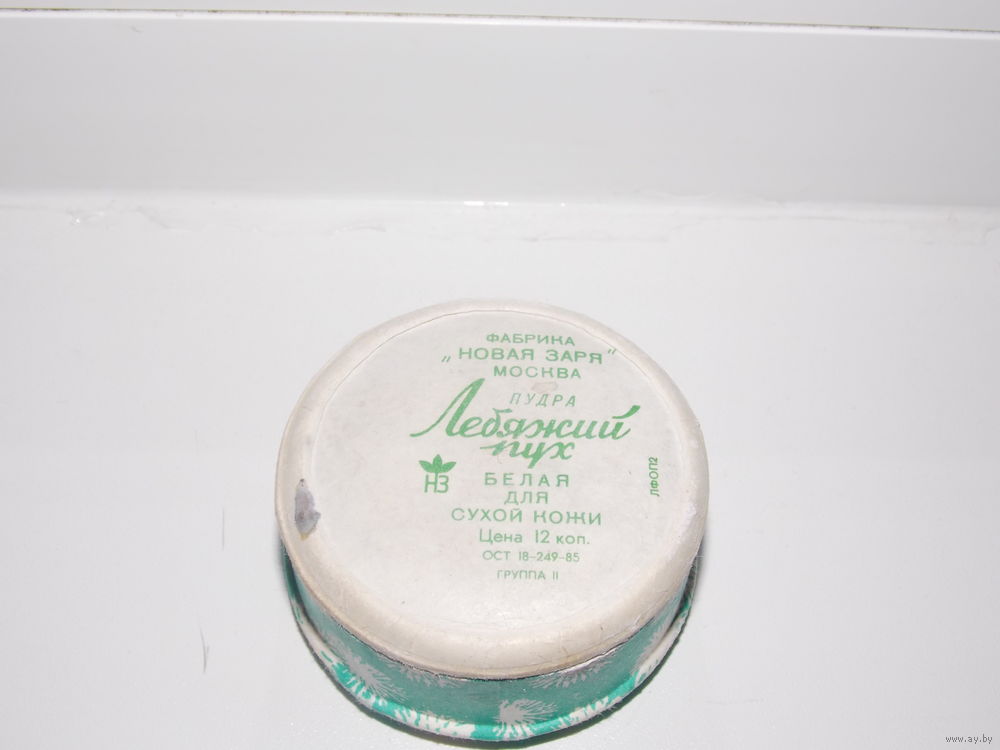 ФАБРИКА
„НОВАЯ ЗАРЯ"
МОСКВА
ПУДРА
Лебяжий
пух
НЗ
БЕЛАЯ
ДЛЯ
СУХОЙ КОЖИ
Цена 12 коп.
ОСТ 18-249-85
ГРУППА II
ЛФОП2
www.ay.by